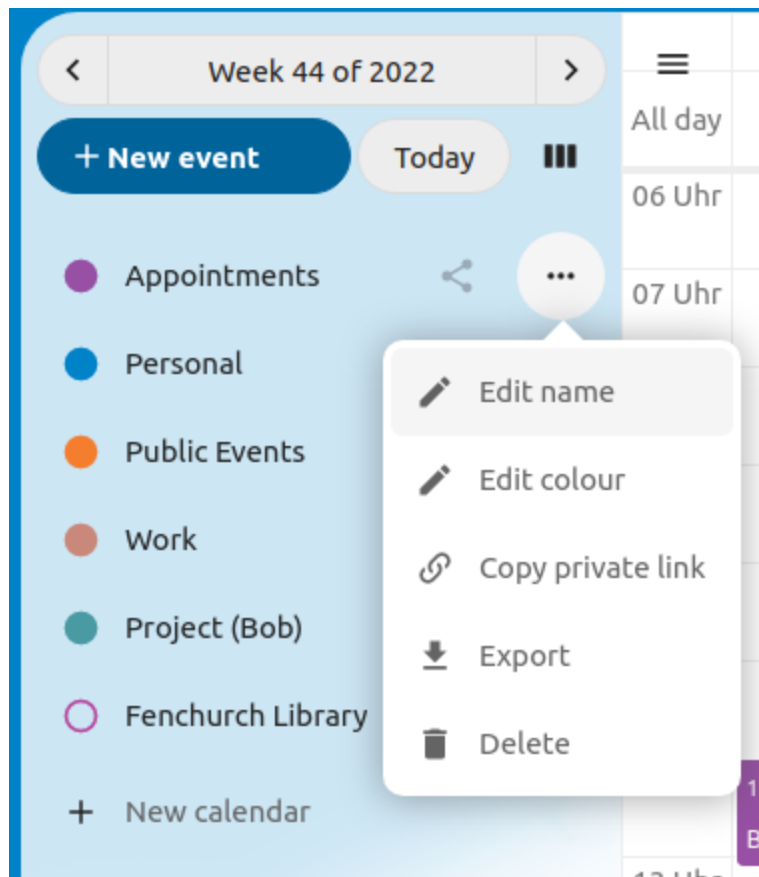 Week 44 of 2022
+ New event
Today
All day
06 Uhr
07 Uhr
Appointments
Personal
Public Events
Work
Project (Bob)
Fenchurch Library
+ New calendar
Edit name
Edit colour
Copy private link
Export
Delete
1
B